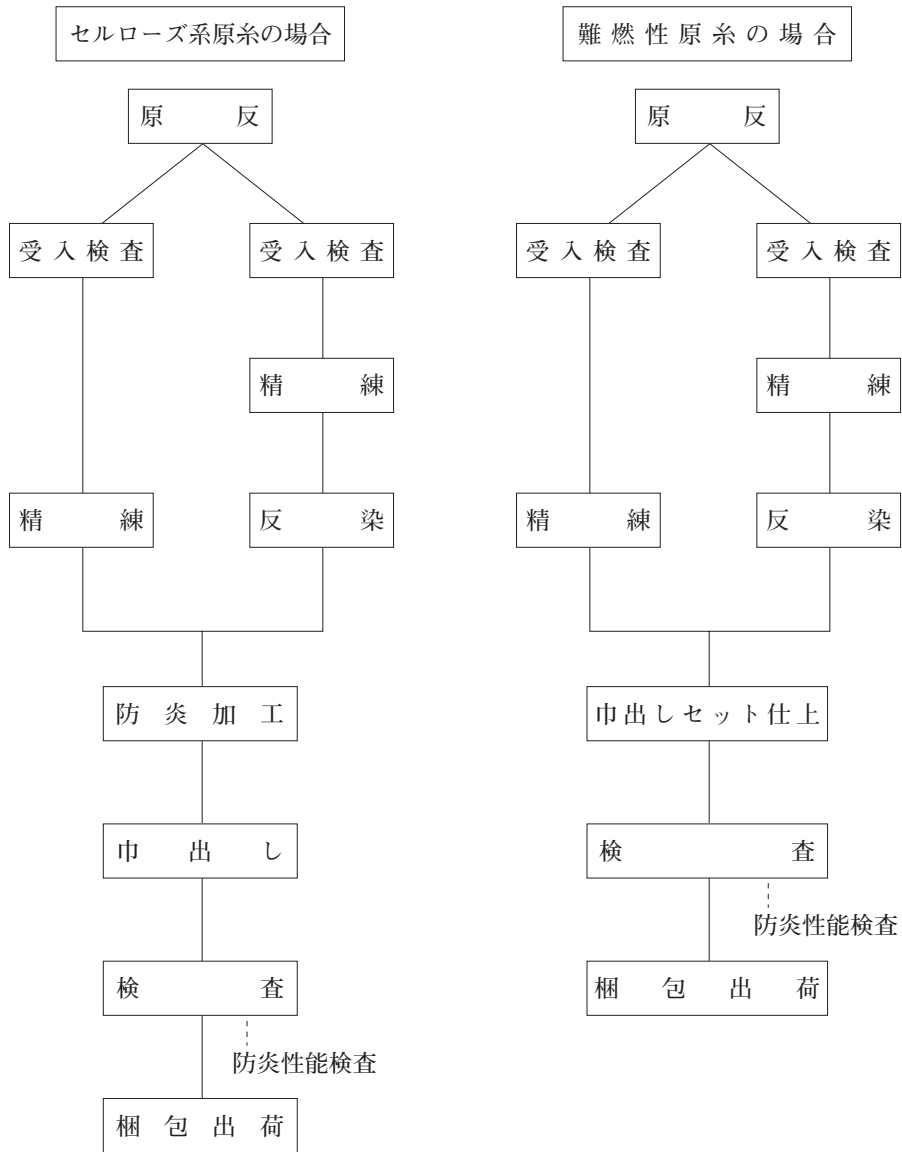 セルローズ系原糸の場合
原反
受入検査
受入検査
精練
精練
反染
防炎加工
巾出し
検査
防炎性能検査
梱包出荷
難燃性原糸の場合
原反
受入検査
受入検査
精練
精練
反染
巾出しセット仕上
検査
防炎性能検査
梱包出荷